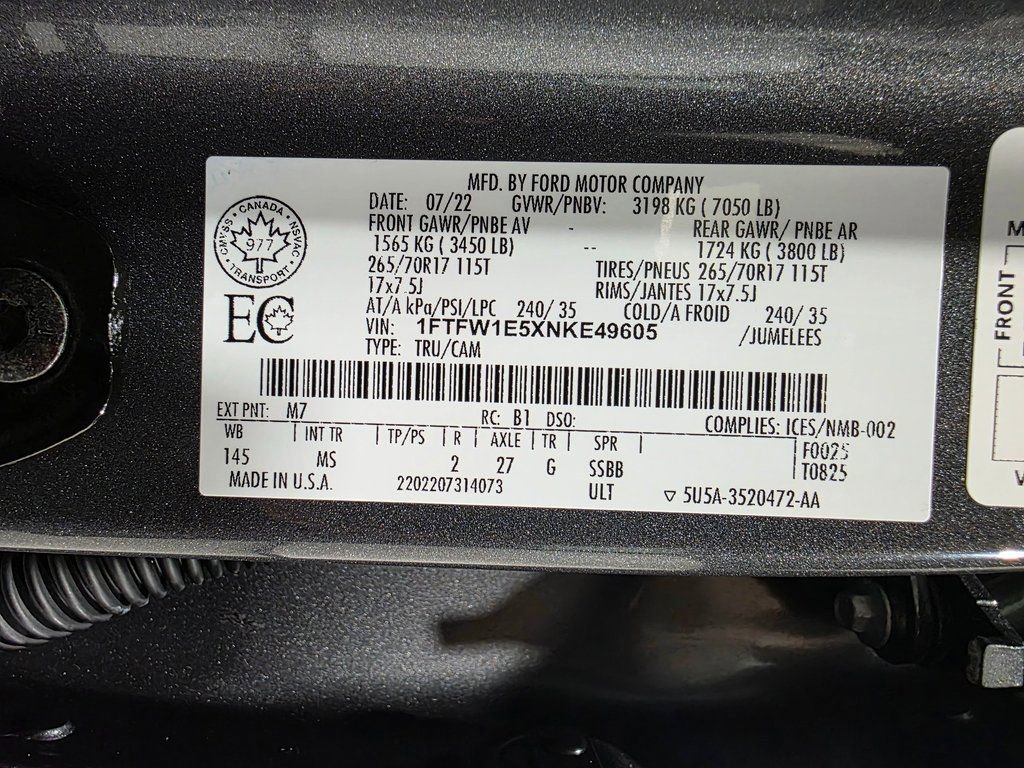 MFD. BY FORD MOTOR COMPANY
DATE: 07/22 GVWR/PNBV: 3198 KG ( 7050 LB)
FRONT GAWR/PNBE AV - REAR GAWR/ PNBE AR
1565 KG ( 3450 LB) -- 1724 KG ( 3800 LB)
265/70R17 115T TIRES/PNEUS 265/70R17 115T
17x7.5J RIMS/JANTES 17x7.5J
AT/A kPa/PSI/LPC 240/ 35 COLD/A FROID 240/ 35
VIN: 1FTFW1E5XNKE49605 /JUMELEES
TYPE: TRU/CAM
CANADA
CMVSS NSVAC
977
TRANSPORT
EC
EXT PNT: M7 RC: B1 DSO: COMPLIES: ICES/NMB-002
WB | INT TR | TP/PS | R | AXLE | TR | SPR | F0025
145 MS 2 27 G SSBB | T0825
MADE IN U.S.A. 2202207314073 ULT ▽ 5U5A-3520472-AA
M
FRONT
V